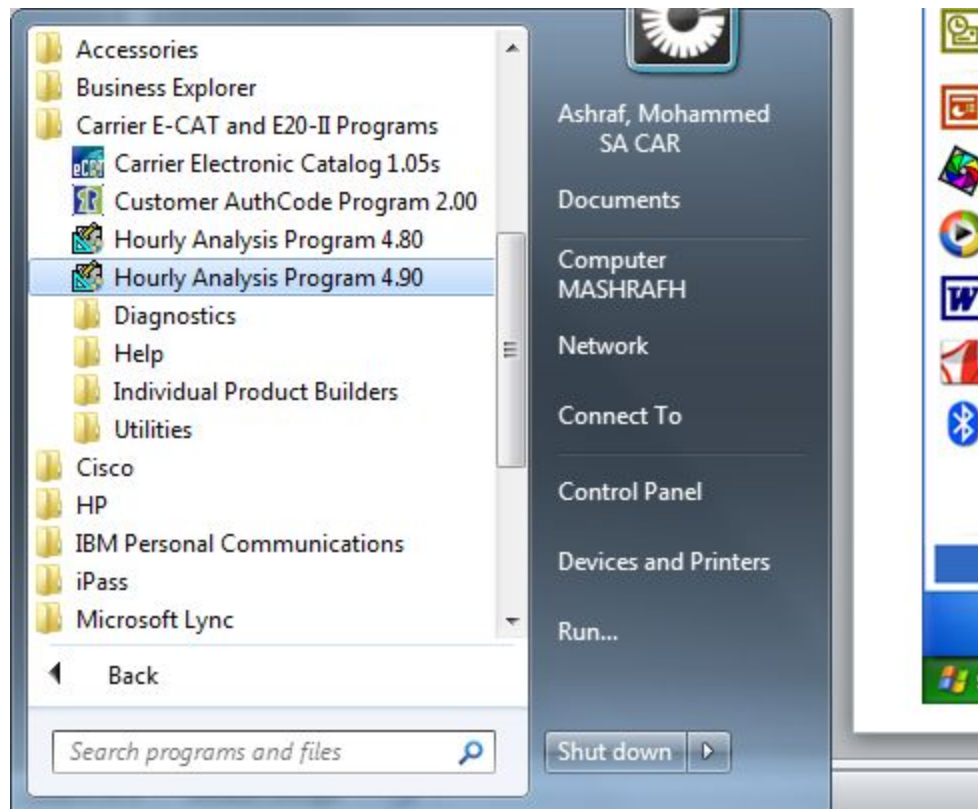 Accessories
Business Explorer
Carrier E-CAT and E20-II Programs
Carrier Electronic Catalog 1.05s
Customer AuthCode Program 2.00
Hourly Analysis Program 4.80
Hourly Analysis Program 4.90
Diagnostics
Help
Individual Product Builders
Utilities
Cisco
HP
IBM Personal Communications
iPass
Microsoft Lync
Back
Search programs and files
Ashraf, Mohammed
SA CAR
Documents
Computer
MASHRAFH
Network
Connect To
Control Panel
Devices and Printers
Run...
Shut down